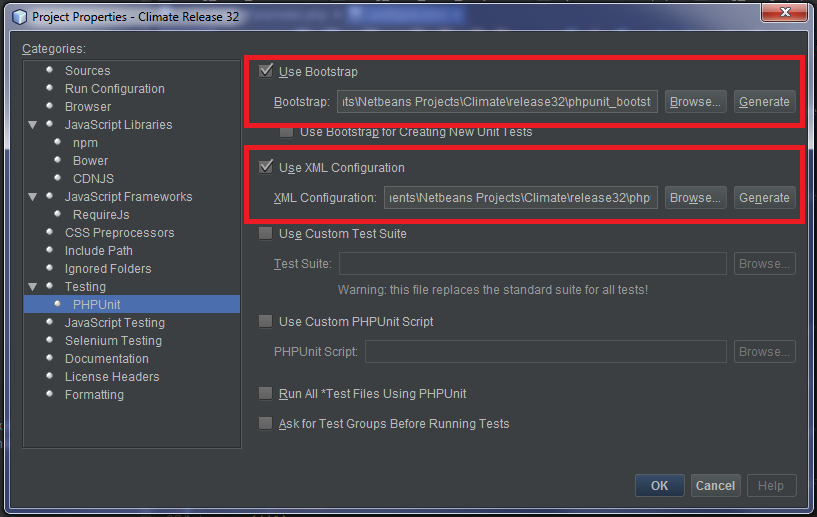 Project Properties - Climate Release 32
Categories:
Sources
Run Configuration
Browser
JavaScript Libraries
npm
Bower
CDNJS
JavaScript Frameworks
RequireJs
CSS Preprocessors
Include Path
Ignored Folders
Testing
PHPUnit
JavaScript Testing
Selenium Testing
Documentation
License Headers
Formatting
Use Bootstrap
Bootstrap: nts\Netbeans Projects\Climate\release32\phpunit_bootst Browse... Generate
Use Bootstrap for Creating New Unit Tests
Use XML Configuration
XML Configuration: nents\Netbeans Projects\Climate\release32\php Browse... Generate
Use Custom Test Suite
Test Suite: Browse...
Warning: this file replaces the standard suite for all tests!
Use Custom PHPUnit Script
PHPUnit Script: Browse...
Run All *Test Files Using PHPUnit
Ask for Test Groups Before Running Tests
OK Cancel Help